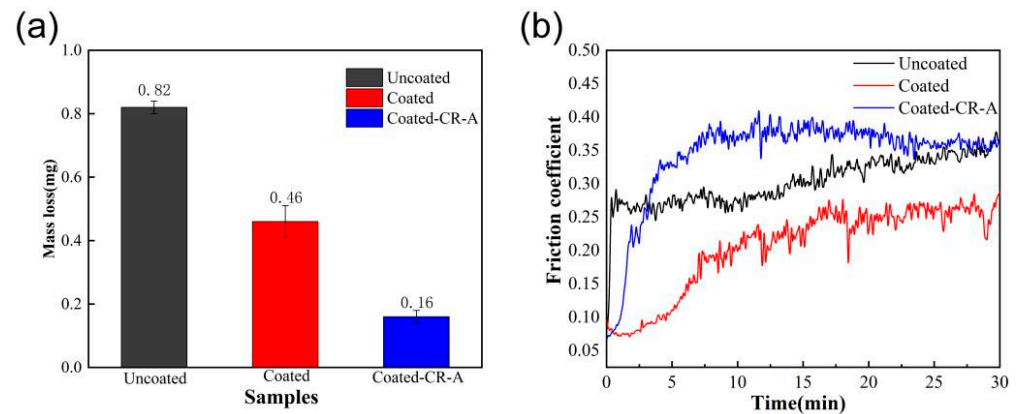 (a)
1.0
0.8
0.6
0.4
0.2
0.0
Mass loss(mg)
0.82
0.46
0.16
Uncoated
Coated
Coated-CR-A
Uncoated
Coated
Coated-CR-A
Samples
(b)
0.50
0.45
0.40
0.35
0.30
0.25
0.20
0.15
0.10
0.05
Friction coefficient
Uncoated
Coated
Coated-CR-A
0
5
10
15
20
25
30
Time(min)